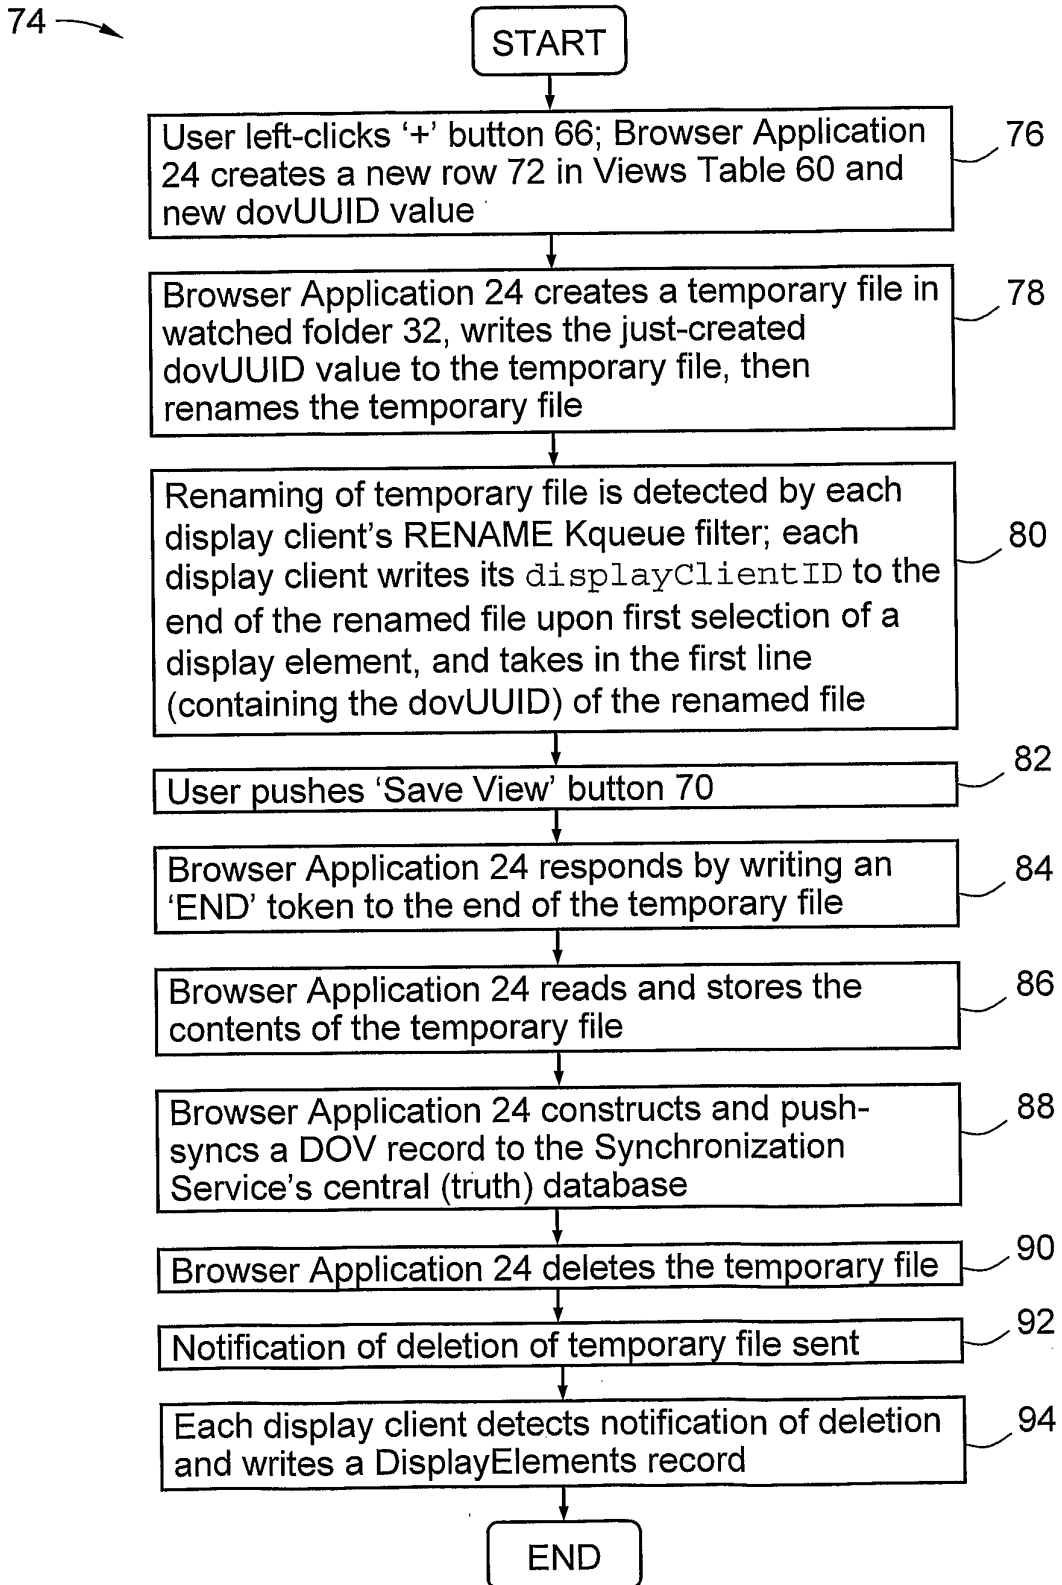 74
START
User left-clicks ‘+’ button 66; Browser Application
24 creates a new row 72 in Views Table 60 and
new dovUUID value
76
Browser Application 24 creates a temporary file in
watched folder 32, writes the just-created
dovUUID value to the temporary file, then
renames the temporary file
78
Renaming of temporary file is detected by each
display client’s RENAME Kqueue filter; each
display client writes its displayClientID to the
end of the renamed file upon first selection of a
display element, and takes in the first line
(containing the dovUUID) of the renamed file
80
User pushes ‘Save View’ button 70
82
Browser Application 24 responds by writing an
‘END’ token to the end of the temporary file
84
Browser Application 24 reads and stores the
contents of the temporary file
86
Browser Application 24 constructs and push-
syncs a DOV record to the Synchronization
Service’s central (truth) database
88
Browser Application 24 deletes the temporary file
90
Notification of deletion of temporary file sent
92
Each display client detects notification of deletion
and writes a DisplayElements record
94
END